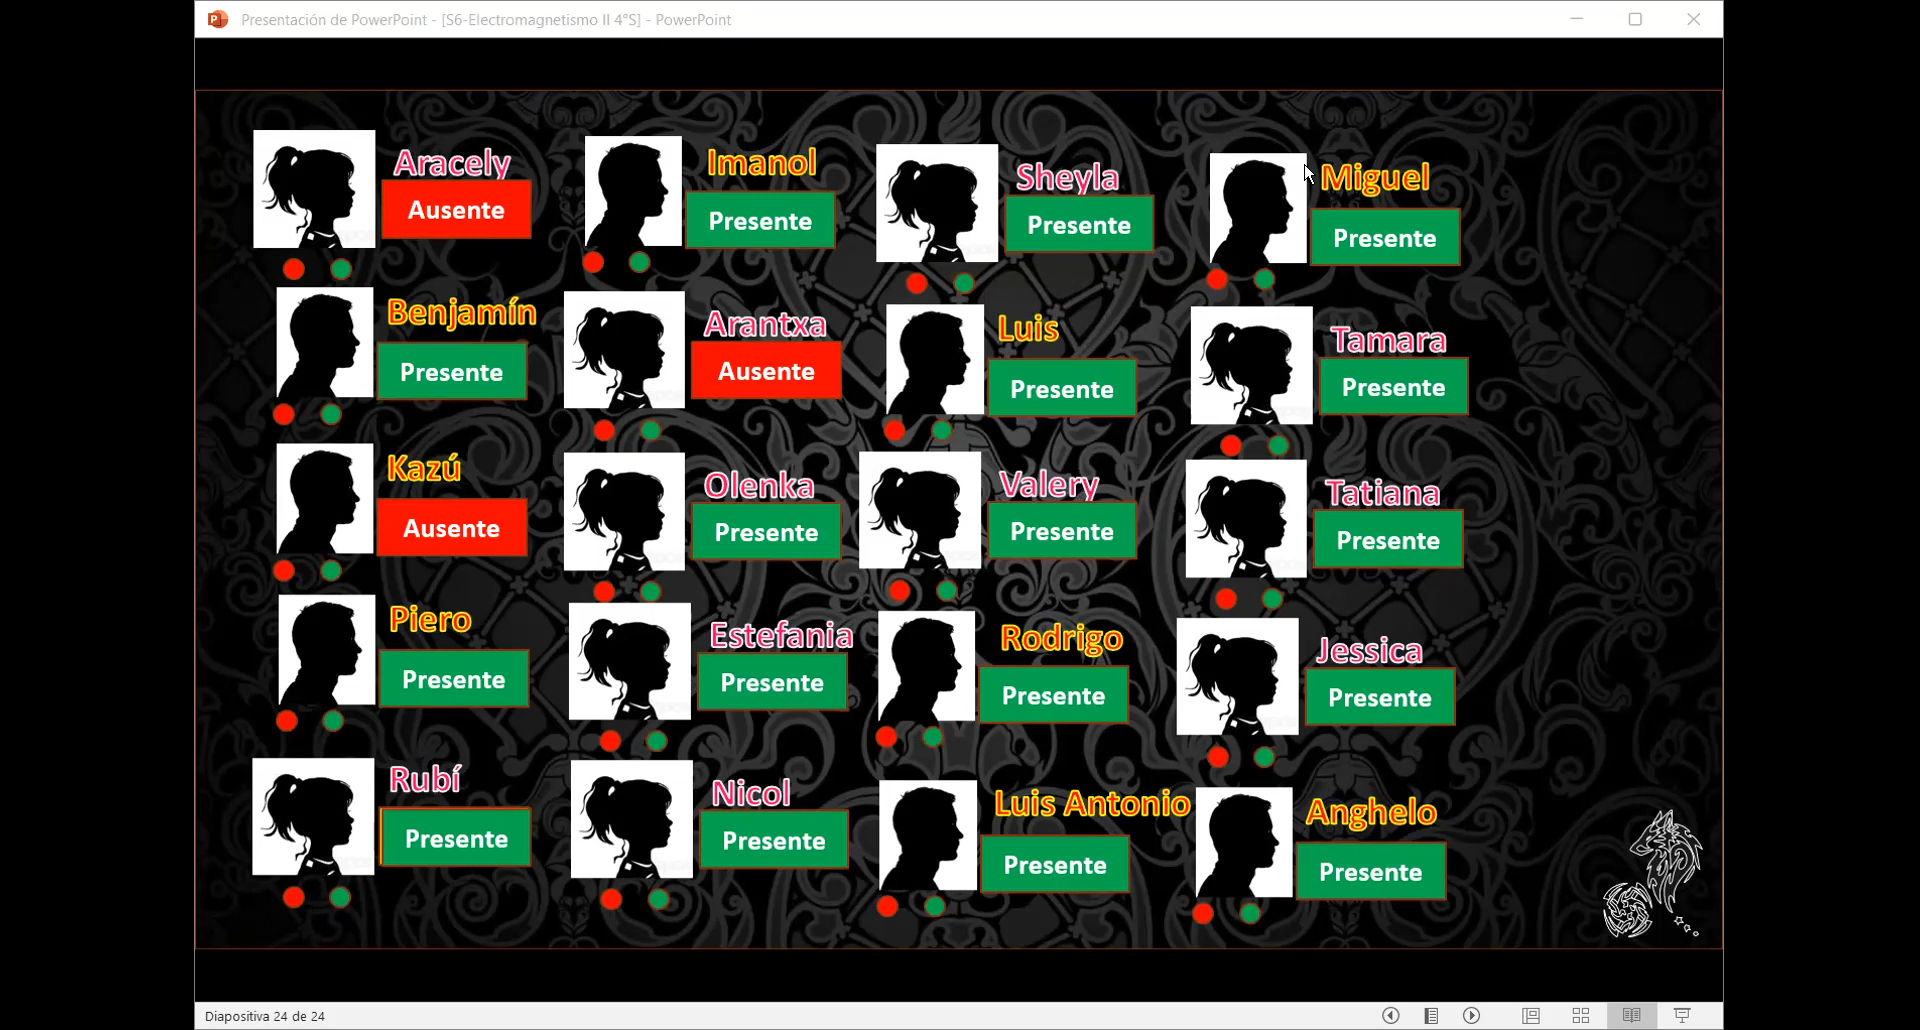 Presentación de PowerPoint - [S6-Electromagnetismo II 4°S] - PowerPoint
Aracely
Ausente
Imanol
Presente
Sheyla
Presente
Miguel
Presente
Benjamín
Presente
Arantxa
Ausente
Luis
Presente
Tamara
Presente
Kazú
Ausente
Olenka
Presente
Valery
Presente
Tatiana
Presente
Piero
Presente
Estefania
Presente
Rodrigo
Presente
Jessica
Presente
Rubí
Presente
Nicol
Presente
Luis Antonio
Presente
Anghelo
Presente
Diapositiva 24 de 24